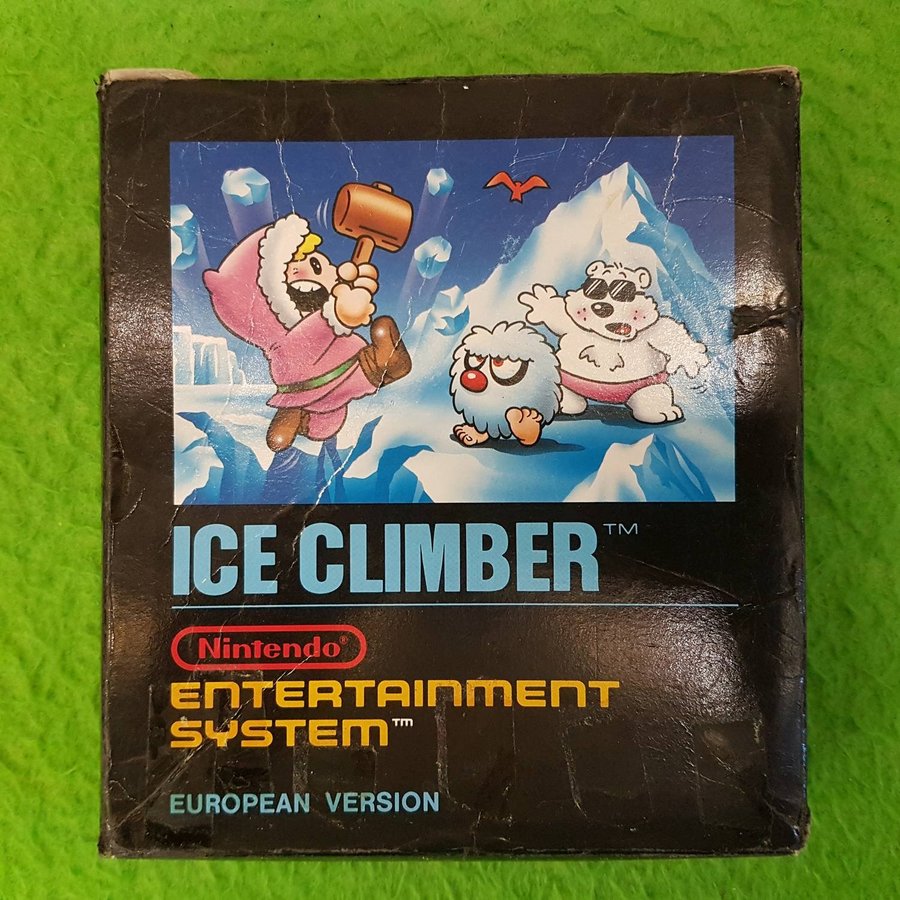 ICE CLIMBER™
Nintendo®
ENTERTAINMENT
SYSTEM™
EUROPEAN VERSION